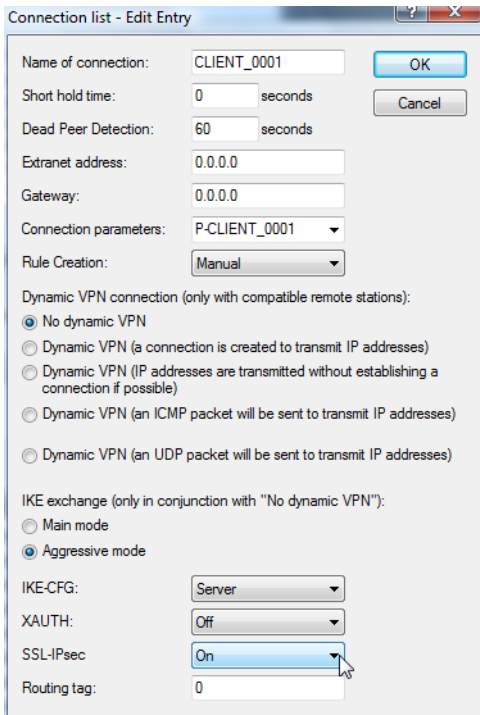 Connection list - Edit Entry
Name of connection: CLIENT_0001 OK
Short hold time: 0 seconds Cancel
Dead Peer Detection: 60 seconds
Extranet address: 0.0.0.0
Gateway: 0.0.0.0
Connection parameters: P-CLIENT_0001
Rule Creation: Manual
Dynamic VPN connection (only with compatible remote stations):
No dynamic VPN
Dynamic VPN (a connection is created to transmit IP addresses)
Dynamic VPN (IP addresses are transmitted without establishing a
connection if possible)
Dynamic VPN (an ICMP packet will be sent to transmit IP addresses)
Dynamic VPN (an UDP packet will be sent to transmit IP addresses)
IKE exchange (only in conjunction with "No dynamic VPN"):
Main mode
Aggressive mode
IKE-CFG: Server
XAUTH: Off
SSL-IPsec On
Routing tag: 0